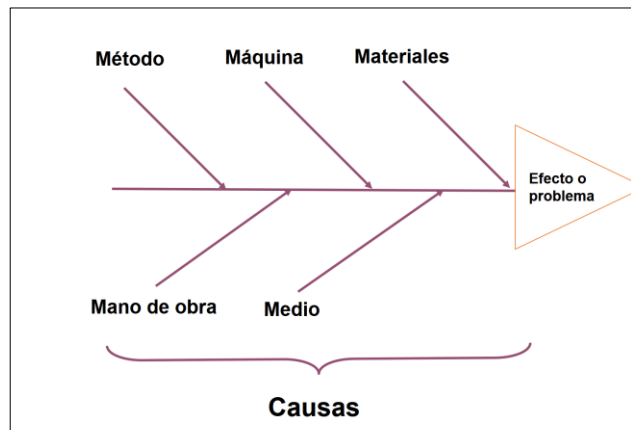 Método
Máquina
Materiales
Efecto o
problema
Mano de obra
Medio
Causas